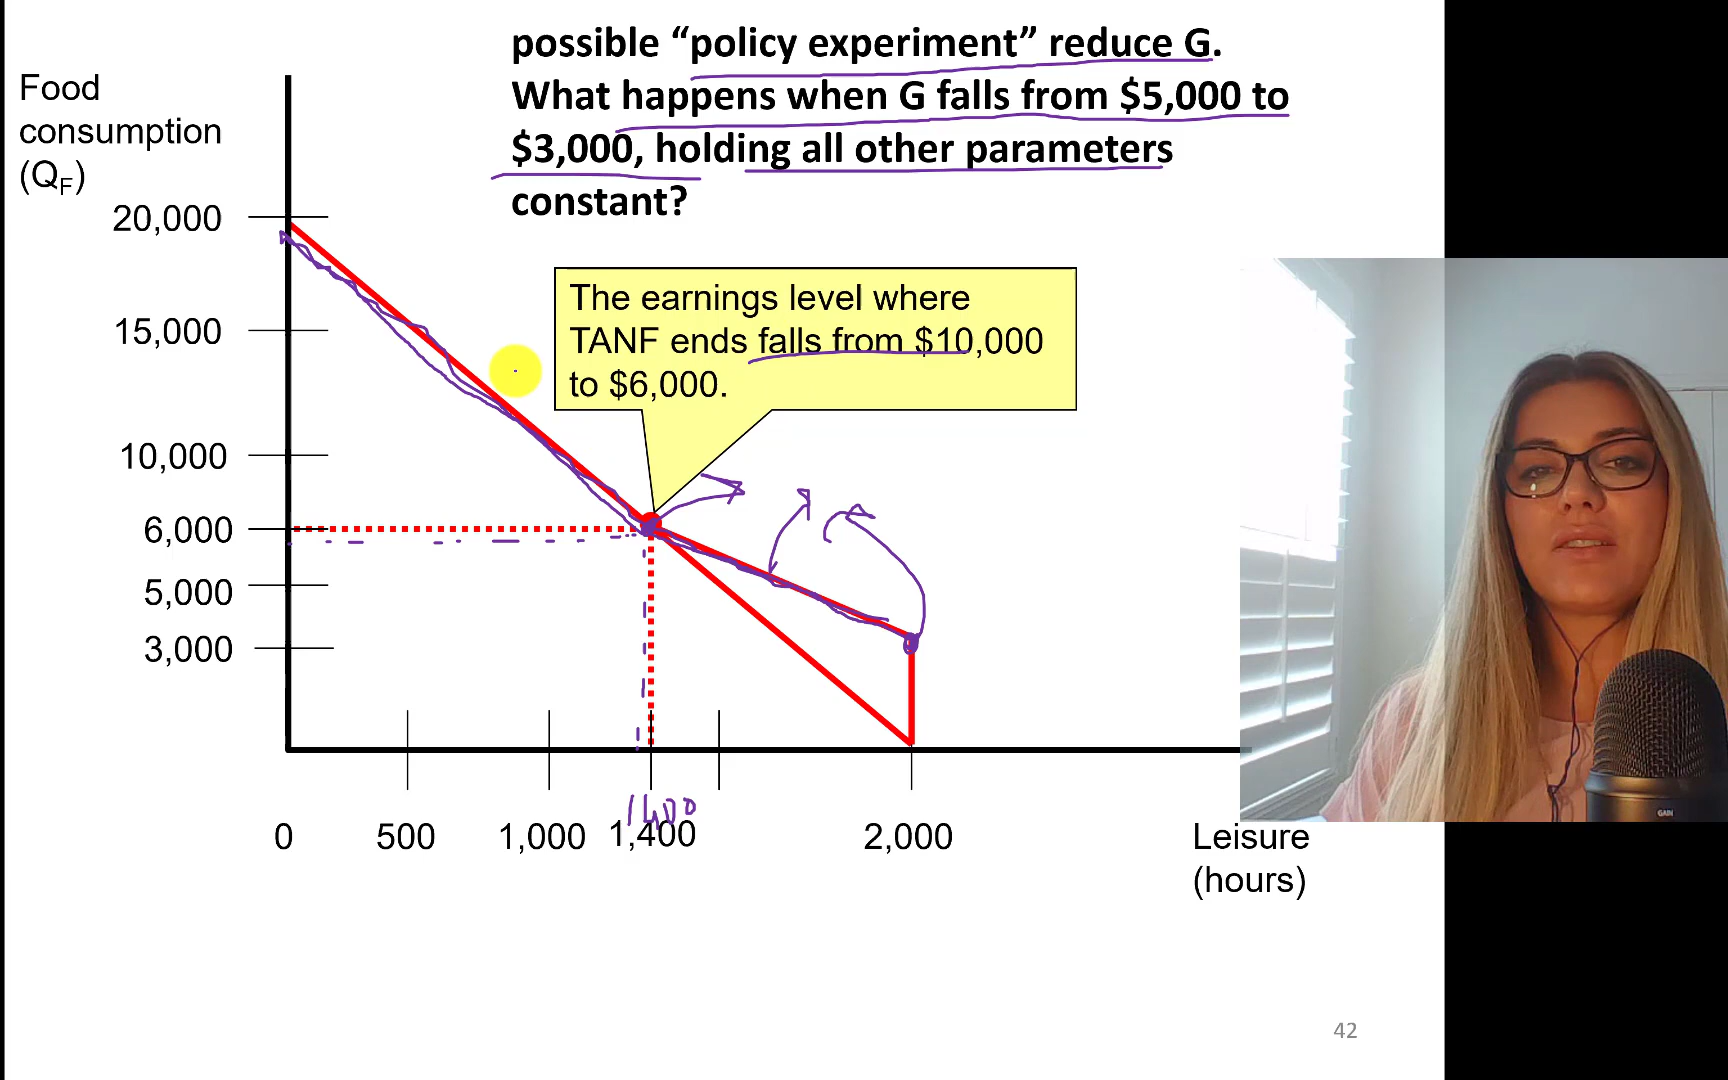 possible “policy experiment” reduce G.
What happens when G falls from $5,000 to
$3,000, holding all other parameters
constant?
Food
consumption
(QF)
20,000
15,000
10,000
6,000
5,000
3,000
The earnings level where
TANF ends falls from $10,000
to $6,000.
1400
0 500 1,000 1,400 2,000 Leisure
(hours)
GAIN
42